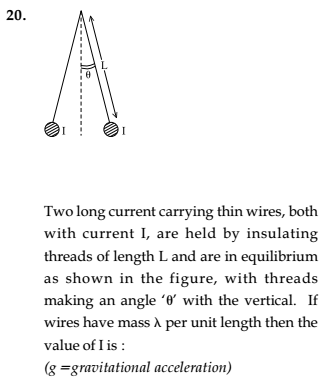 20.
L
θ
I I
Two long current carrying thin wires, both
with current I, are held by insulating
threads of length L and are in equilibrium
as shown in the figure, with threads
making an angle ‘θ’ with the vertical. If
wires have mass λ per unit length then the
value of I is :
(g =gravitational acceleration)